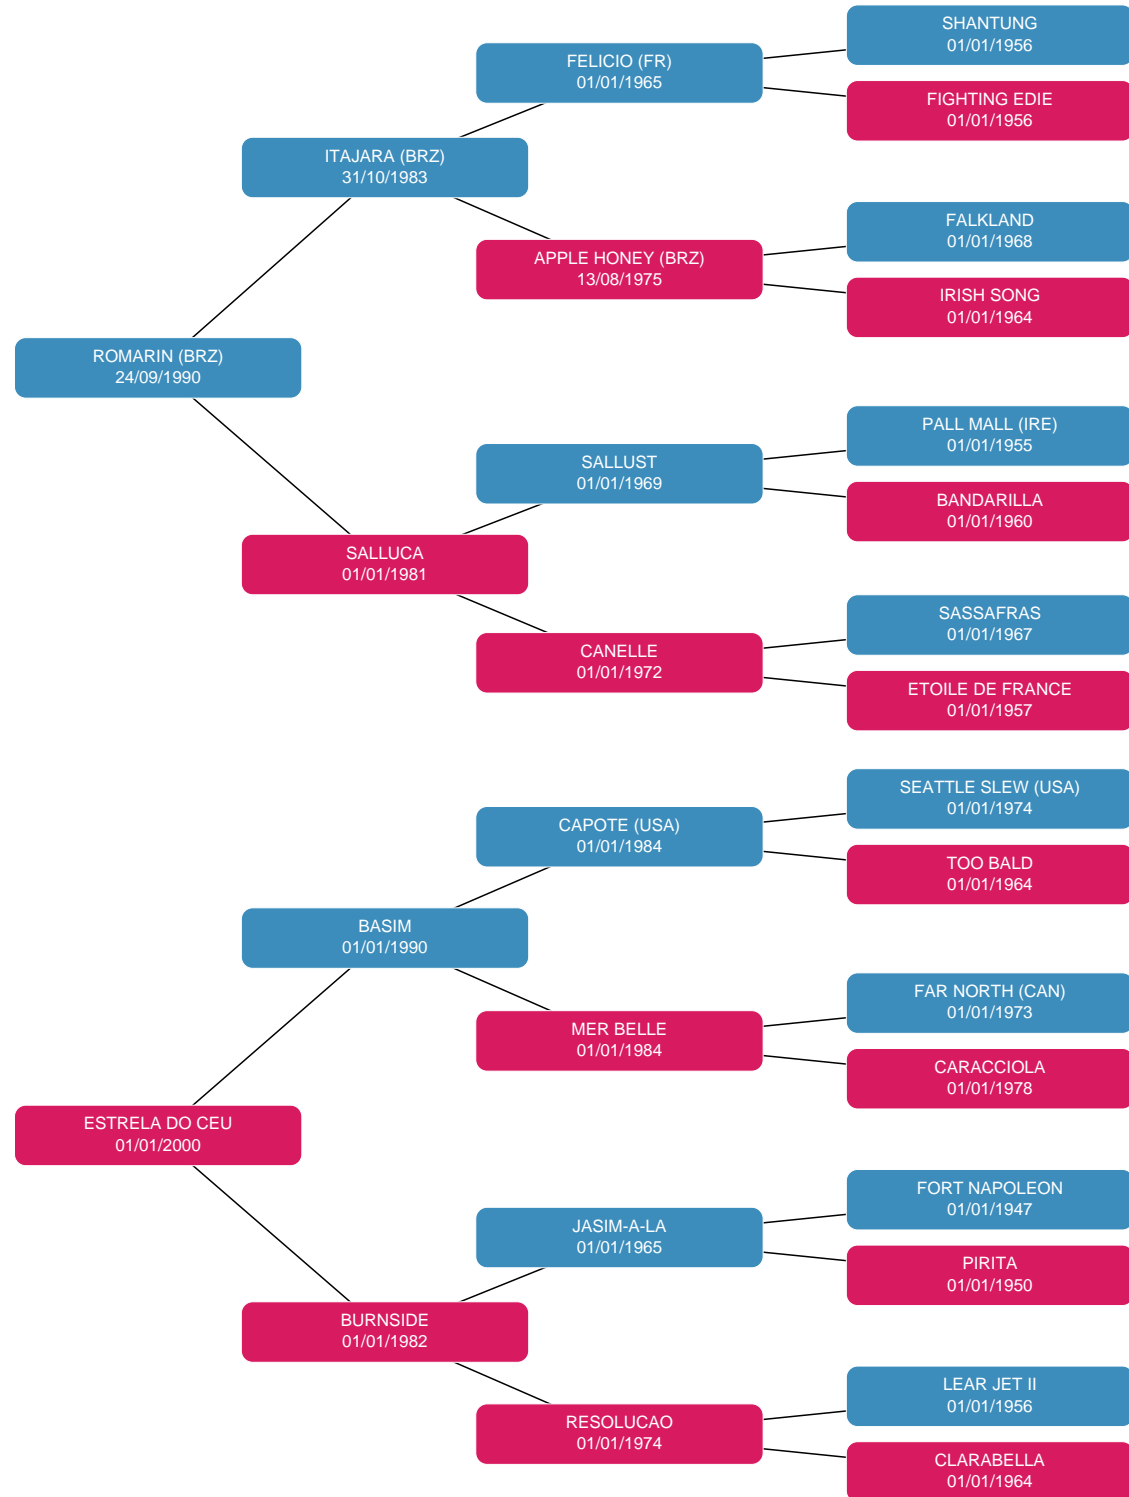 SHANTUNG
01/01/1956
FELICIO (FR)
01/01/1965
FIGHTING EDIE
01/01/1956
ITAJARA (BRZ)
31/10/1983
FALKLAND
01/01/1968
APPLE HONEY (BRZ)
13/08/1975
IRISH SONG
01/01/1964
ROMARIN (BRZ)
24/09/1990
PALL MALL (IRE)
01/01/1955
SALLUST
01/01/1969
BANDARILLA
01/01/1960
SALLUCA
01/01/1981
SASSAFRAS
01/01/1967
CANELLE
01/01/1972
ETOILE DE FRANCE
01/01/1957
SEATTLE SLEW (USA)
01/01/1974
CAPOTE (USA)
01/01/1984
TOO BALD
01/01/1964
BASIM
01/01/1990
FAR NORTH (CAN)
01/01/1973
MER BELLE
01/01/1984
CARACCIOLA
01/01/1978
ESTRELA DO CEU
01/01/2000
FORT NAPOLEON
01/01/1947
JASIM-A-LA
01/01/1965
PIRITA
01/01/1950
BURNSIDE
01/01/1982
LEAR JET II
01/01/1956
RESOLUCAO
01/01/1974
CLARABELLA
01/01/1964